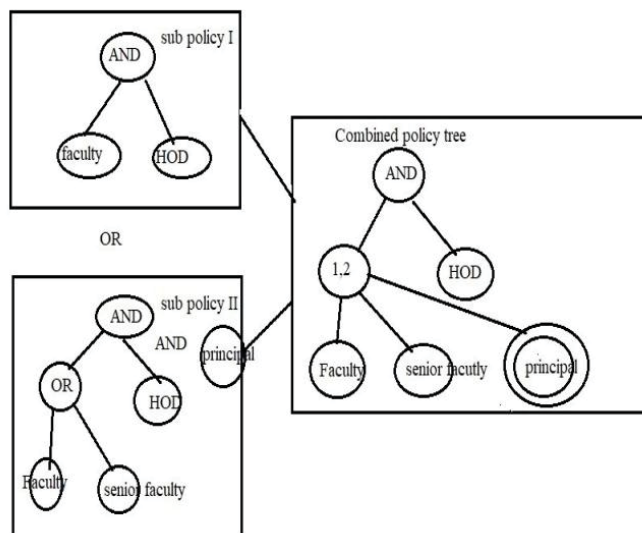 sub policy I
AND
faculty
HOD
OR
sub policy II
AND
AND
principal
OR
HOD
Faculty
senior faculty
Combined policy tree
AND
1,2
HOD
Faculty
senior facutly
principal